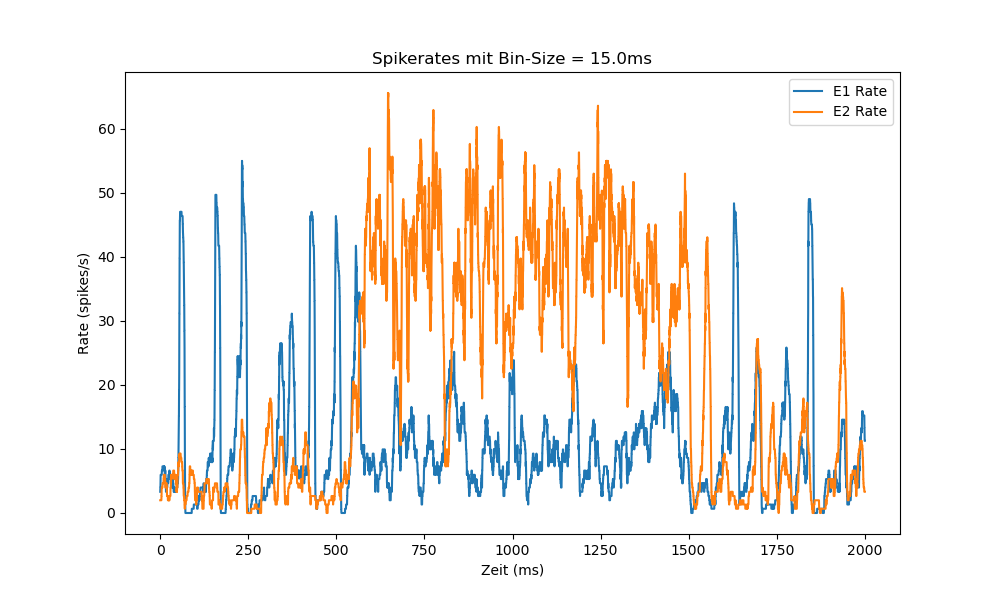 Spikerates mit Bin-Size = 15.0ms
E1 Rate
E2 Rate
Rate (spikes/s)
60
50
40
30
20
10
0
0 250 500 750 1000 1250 1500 1750 2000
Zeit (ms)